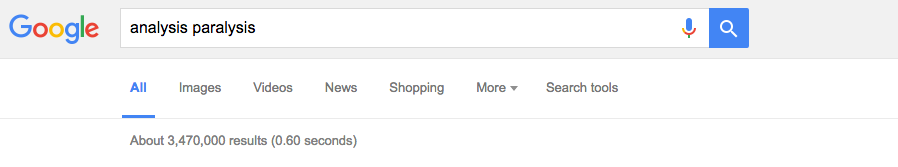 Google analysis paralysis
All Images Videos News Shopping More Search tools
About 3,470,000 results (0.60 seconds)